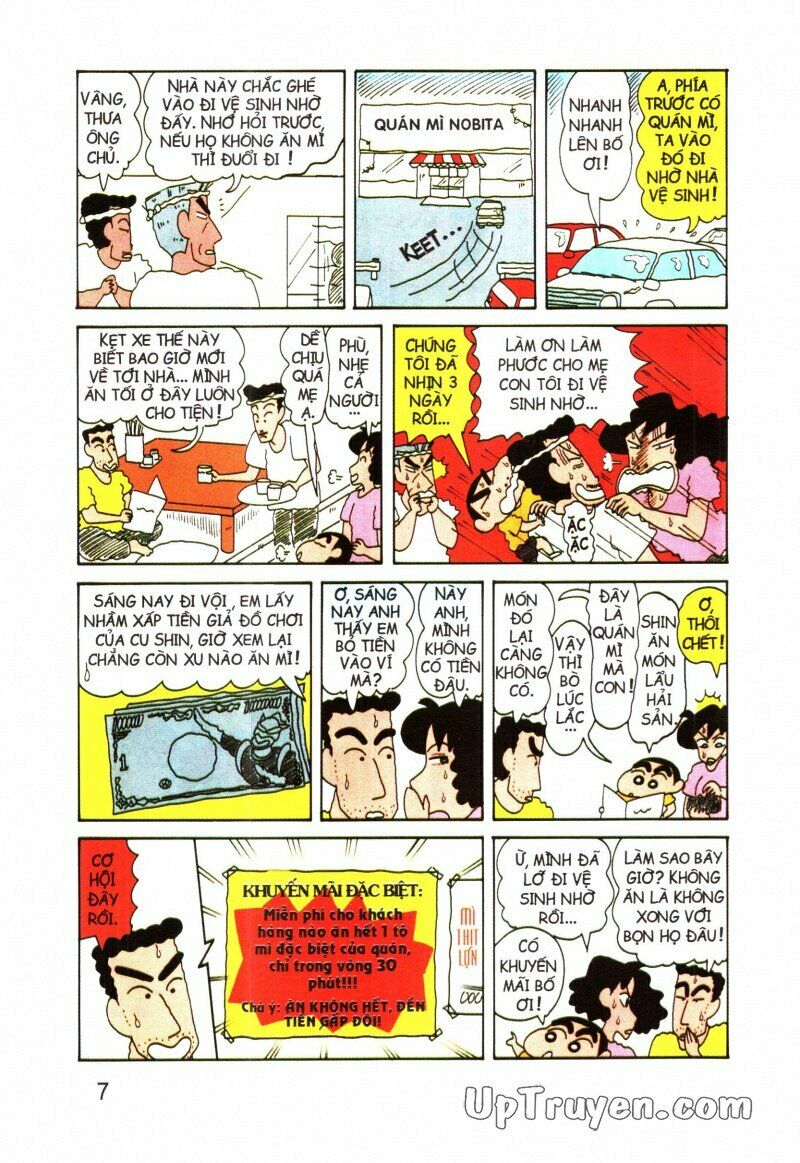 A, PHÍA
TRƯỚC CÓ
QUÁN MÌ,
TA VÀO
ĐÓ ĐI
NHỜ NHÀ
VỆ SINH!
NHANH
NHANH
LÊN BỐ
ƠI!
QUÁN MÌ NOBITA
KEET...
NHÀ NÀY CHẮC GHÉ
VÀO ĐI VỆ SINH NHỜ
ĐẤY. NHỚ HỎI TRƯỚC,
NẾU HỌ KHÔNG ĂN MÌ
THÌ ĐUỔI ĐI !
VÂNG,
THƯA
ÔNG
CHỦ.
LÀM ƠN LÀM
PHƯỚC CHO MẸ
CON TÔI ĐI VỆ
SINH NHỜ...
CHÚNG
TÔI ĐÃ
NHỊN 3
NGÀY
RỒI...
ẶC
ẶC
PHÙ,
NHẸ
CẢ
NGƯỜI...
DỄ
CHỊU
QUÁ
MẸ
Ạ.
KẸT XE THẾ NÀY
BIẾT BAO GIỜ MỚI
VỀ TỚI NHÀ... MÌNH
ĂN TỐI Ở ĐÂY LUÔN
CHO TIỆN!
Ơ,
THÔI
CHẾT!
SHIN
ĂN
MÓN
LẨU
HẢI
SẢN.
ĐÂY
LÀ
QUÁN
MÌ MÀ
CON!
VẬY
THÌ BÒ
LÚC
LẮC...
MÓN
ĐÓ
LẠI
CÀNG
KHÔNG
CÓ.
NÀY
ANH,
MÌNH
KHÔNG
CÓ TIỀN
ĐÂU.
Ơ, SÁNG
NAY ANH
THẤY EM
BỎ TIỀN
VÀO VÍ
MÀ?
SÁNG NAY ĐI VỘI, EM LẤY
NHẦM XẤP TIỀN GIẢ ĐỒ CHƠI
CỦA CU SHIN, GIỜ XEM LẠI
CHẲNG CÒN XU NÀO ĂN MÌ!
1
LÀM SAO BÂY
GIỜ? KHÔNG
ĂN LÀ KHÔNG
XONG VỚI
BỌN HỌ ĐÂU!
Ừ, MÌNH ĐÃ
LỠ ĐI VỆ
SINH NHỜ
RỒI...
CÓ
KHUYẾN
MÃI BỐ
ƠI!
MÌ
THỊT
LỢN
KHUYẾN MÃI ĐẶC BIỆT:
Miễn phí cho khách
hàng nào ăn hết 1 tô
mì đặc biệt của quán,
chỉ trong vòng 30
phút!!!
Chú ý: ĂN KHÔNG HẾT, ĐỀN
TIỀN GẤP ĐÔI!
CƠ
HỘI
ĐÂY
RỒI.
7
UpTruyen.com